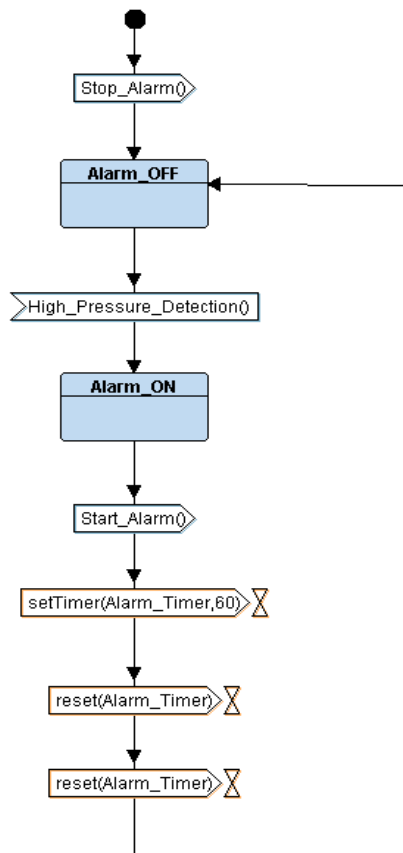 Stop_Alarm()
Alarm_OFF
High_Pressure_Detection()
Alarm_ON
Start_Alarm()
setTimer(Alarm_Timer,60)
reset(Alarm_Timer)
reset(Alarm_Timer)